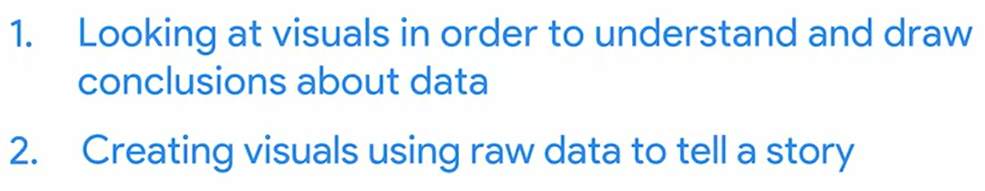 1. Looking at visuals in order to understand and draw
conclusions about data
2. Creating visuals using raw data to tell a story